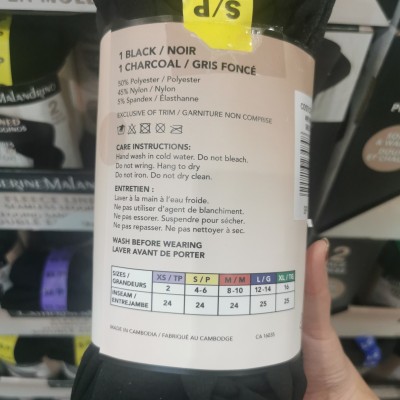 S/P
1 BLACK / NOIR
1 CHARCOAL / GRIS FONCÉ
50% Polyester / Polyester
45% Nylon / Nylon
5% Spandex / Élasthanne
EXCLUSIVE OF TRIM / GARNITURE NON COMPRISE
CARE INSTRUCTIONS:
Hand wash in cold water. Do not bleach.
Do not wring. Hang to dry
Do not iron. Do not dry clean.
ENTRETIEN :
Laver à la main à l'eau froide.
Ne pas utiliser d'agent de blanchiment.
Ne pas essorer. Suspendre pour sécher.
Ne pas repasser. Ne pas nettoyer à sec.
WASH BEFORE WEARING
LAVER AVANT DE PORTER
SIZES / GRANDEURS XS / TP S / P M / M L / G XL / TG
2 4-6 8-10 12-14 16
INSEAM / ENTREJAMBE 24 24 24 25 25
MADE IN CAMBODIA / FABRIQUÉ AU CAMBODGE
MALANDRINO
FLEECE LINED
2